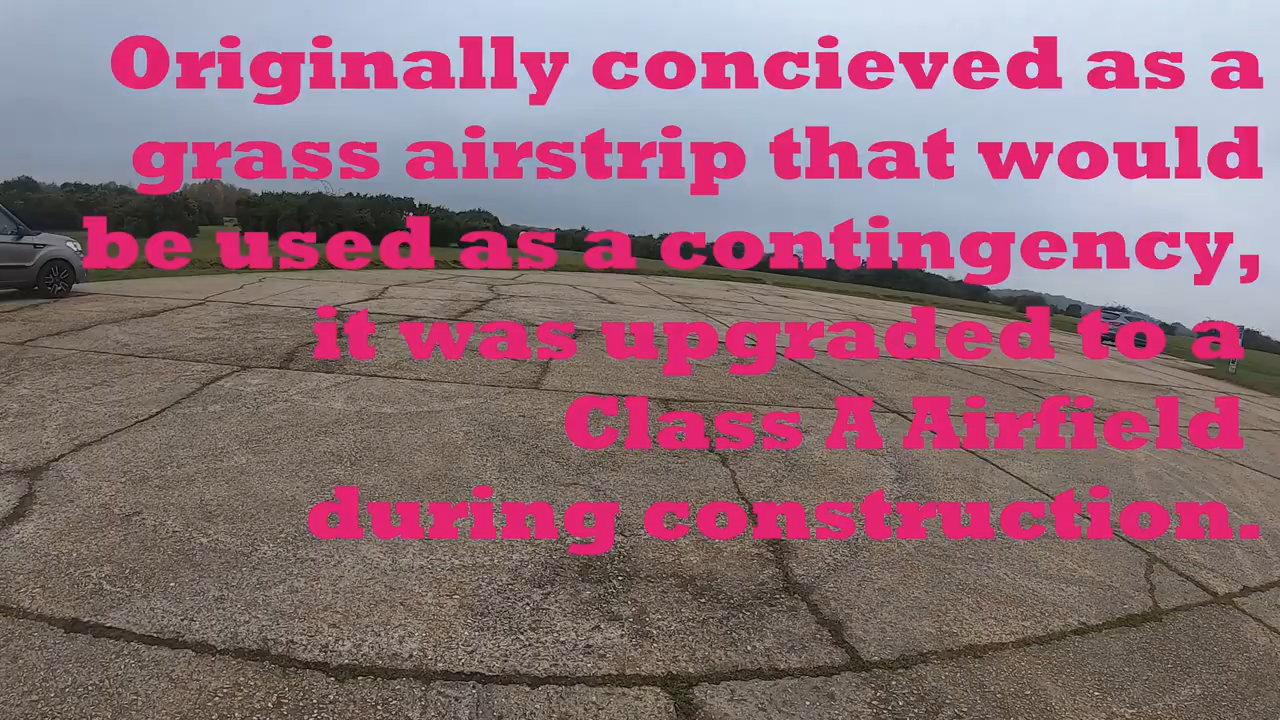 Originally concieved as a
grass airstrip that would
be used as a contingency,
it was upgraded to a
Class A Airfield
during construction.